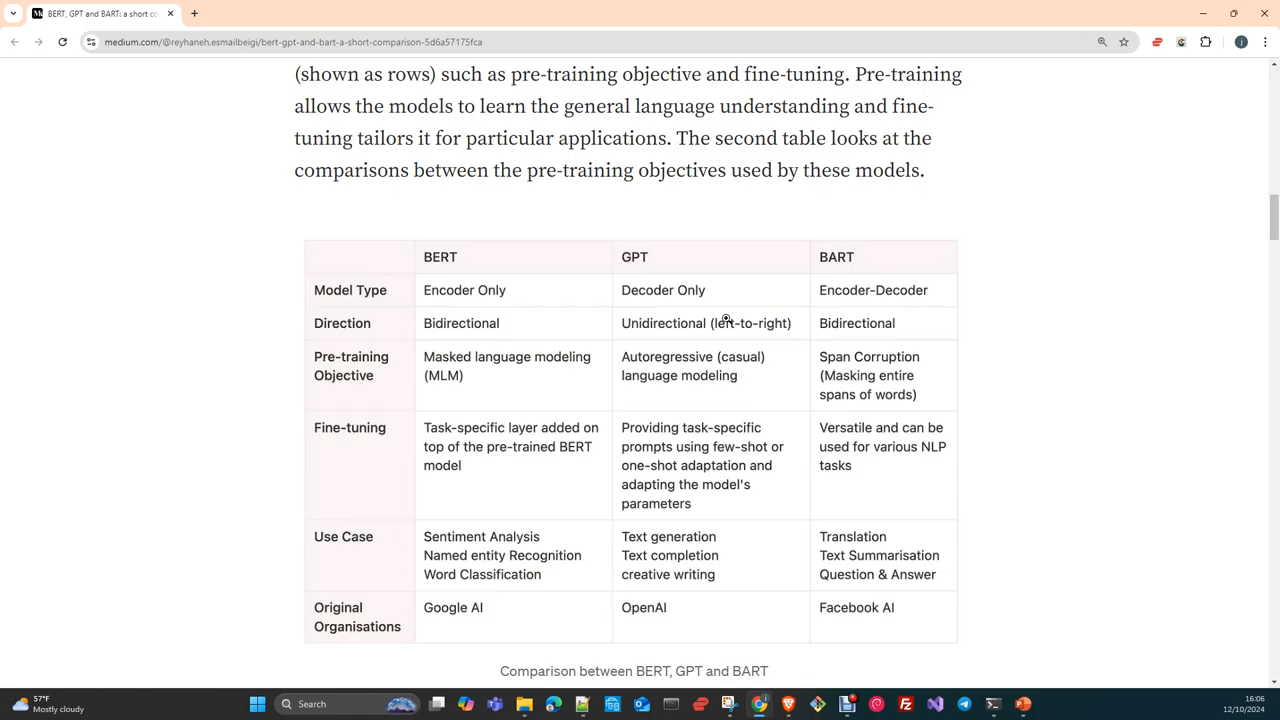 BERT, GPT and BART: a short co
medium.com/@reyhaneh.esmailbeigi/bert-gpt-and-bart-a-short-comparison-5d6a57175fca
(shown as rows) such as pre-training objective and fine-tuning. Pre-training
allows the models to learn the general language understanding and fine-
tuning tailors it for particular applications. The second table looks at the
comparisons between the pre-training objectives used by these models.
BERT GPT BART
Model Type Encoder Only Decoder Only Encoder-Decoder
Direction Bidirectional Unidirectional (left-to-right) Bidirectional
Pre-training Masked language modeling Autoregressive (casual) Span Corruption
Objective (MLM) language modeling (Masking entire
spans of words)
Fine-tuning Task-specific layer added on Providing task-specific Versatile and can be
top of the pre-trained BERT prompts using few-shot or used for various NLP
model one-shot adaptation and tasks
adapting the model's
parameters
Use Case Sentiment Analysis Text generation Translation
Named entity Recognition Text completion Text Summarisation
Word Classification creative writing Question & Answer
Original Google AI OpenAI Facebook AI
Organisations
Comparison between BERT, GPT and BART
57°F
Mostly cloudy
Search
16:06
12/10/2024